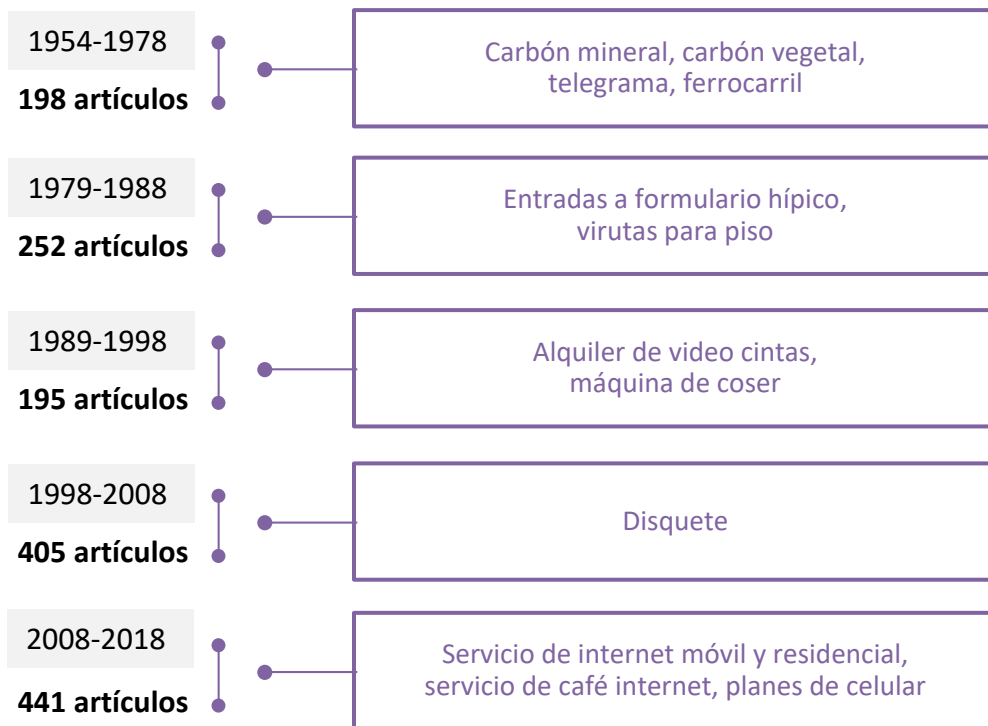 1954-1978
198 artículos
Carbón mineral, carbón vegetal,
telegrama, ferrocarril
1979-1988
252 artículos
Entradas a formulario hípico,
virutas para piso
1989-1998
195 artículos
Alquiler de video cintas,
máquina de coser
1998-2008
405 artículos
Disquete
2008-2018
441 artículos
Servicio de internet móvil y residencial,
servicio de café internet, planes de celular